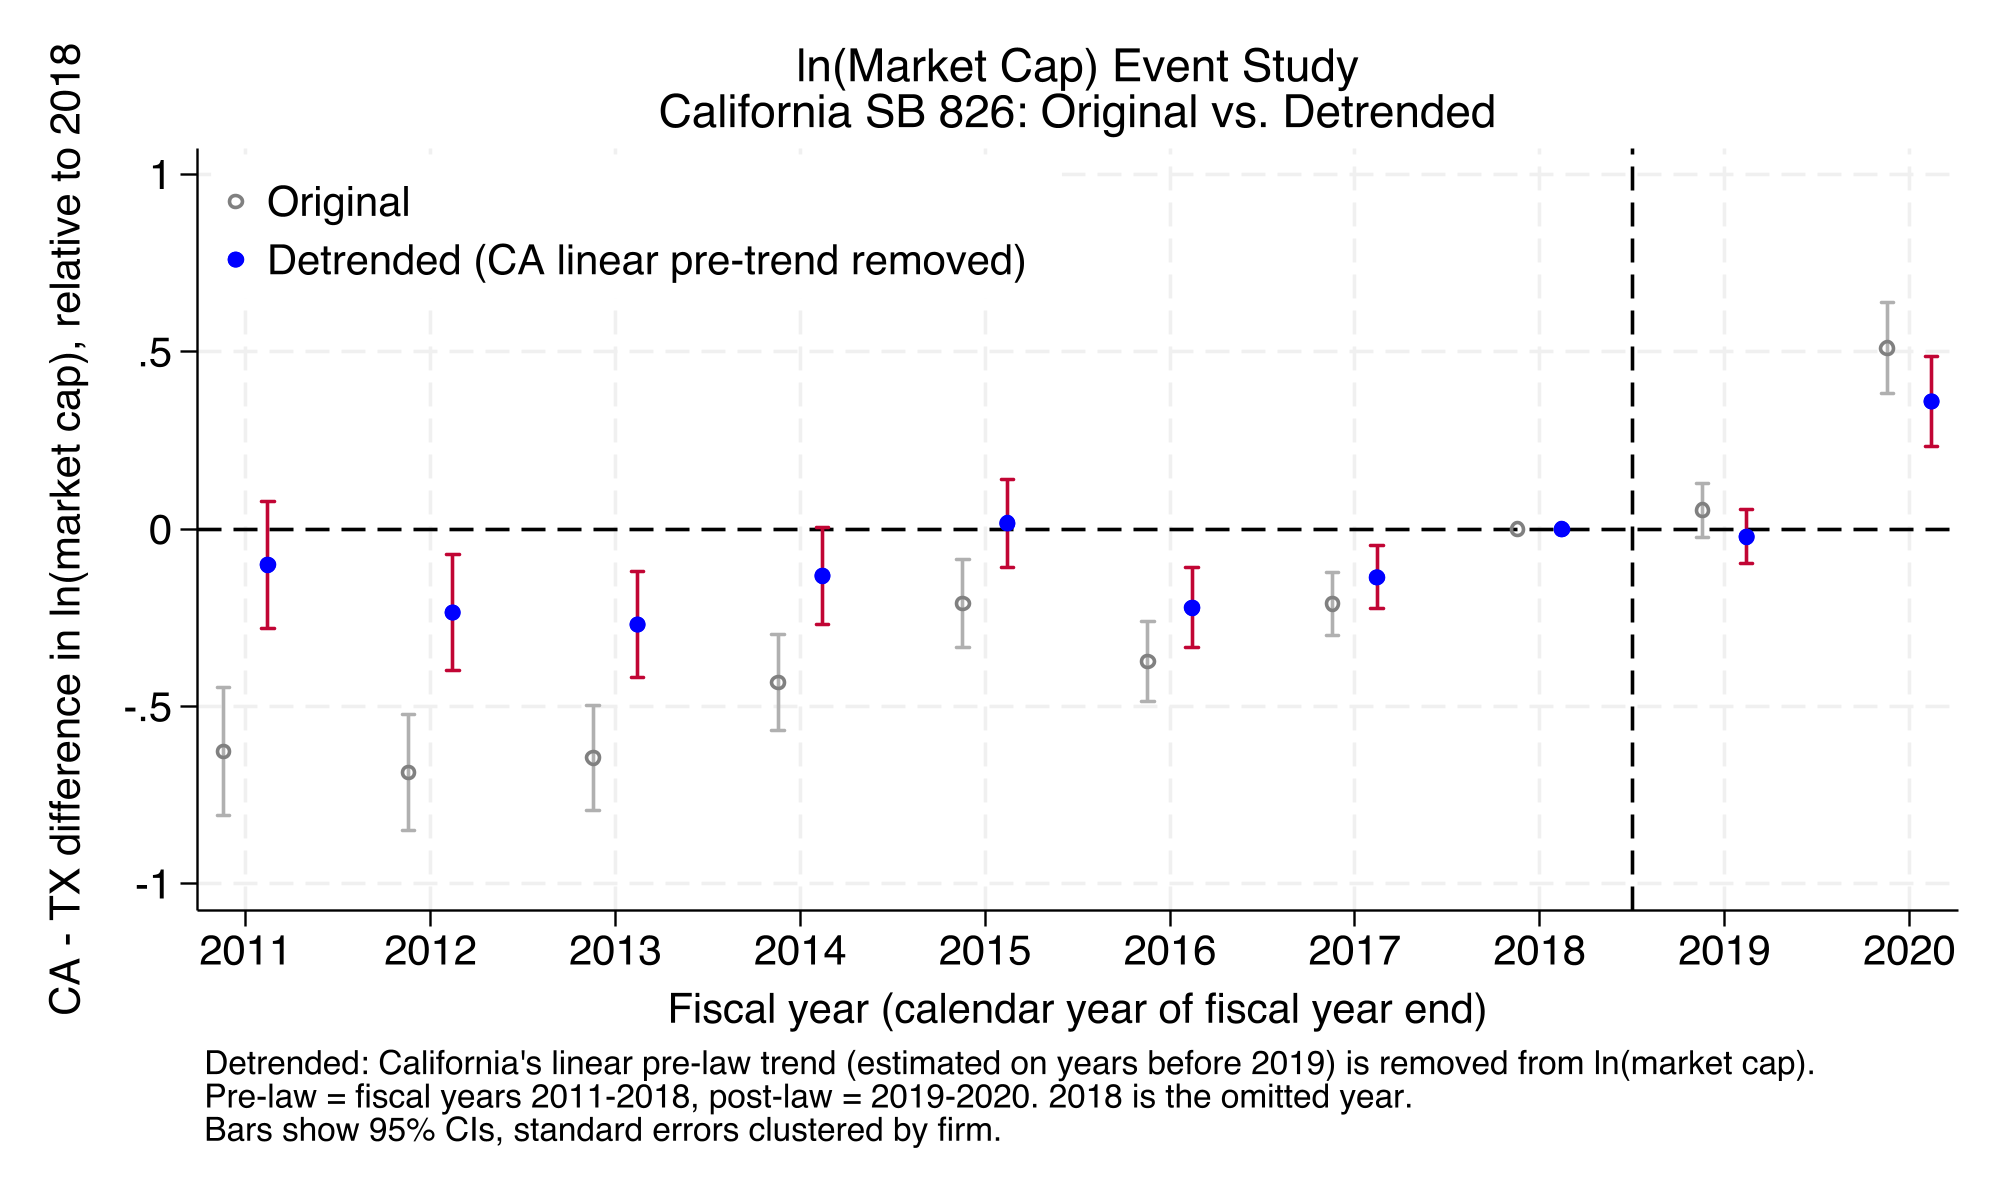 ln(Market Cap) Event Study
California SB 826: Original vs. Detrended
CA - TX difference in ln(market cap), relative to 2018
1
.5
0
-.5
-1
Original
Detrended (CA linear pre-trend removed)
2011 2012 2013 2014 2015 2016 2017 2018 2019 2020
Fiscal year (calendar year of fiscal year end)
Detrended: California's linear pre-law trend (estimated on years before 2019) is removed from ln(market cap).
Pre-law = fiscal years 2011-2018, post-law = 2019-2020. 2018 is the omitted year.
Bars show 95% CIs, standard errors clustered by firm.